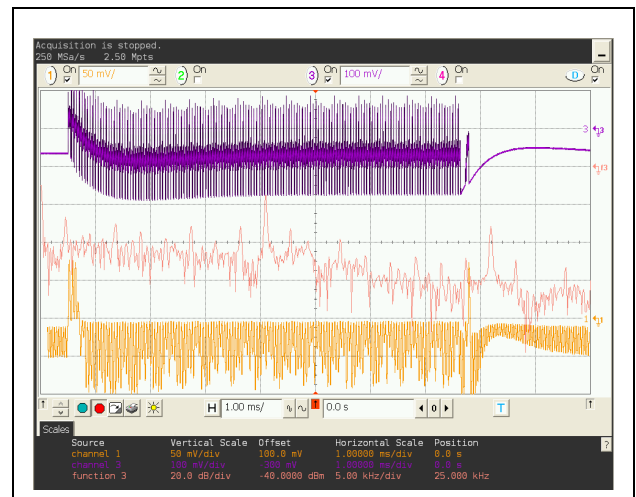 Acquisition is stopped.
250 MSa/s 2.50 Mpts
1 On 50 mV/ 2 On 3 On 100 mV/ 4 On D On
3
1
H 1.00 ms/ 0.0 s 0 T
Scales
Source Vertical Scale Offset Horizontal Scale Position
channel 1 50 mV/div 100.0 mV 1.00000 ms/div 0.0 s
channel 3 100 mV/div -300 mV 1.00000 ms/div 0.0 s
function 3 20.0 dB/div -40.0000 dBm 5.00 kHz/div 25.000 kHz
?